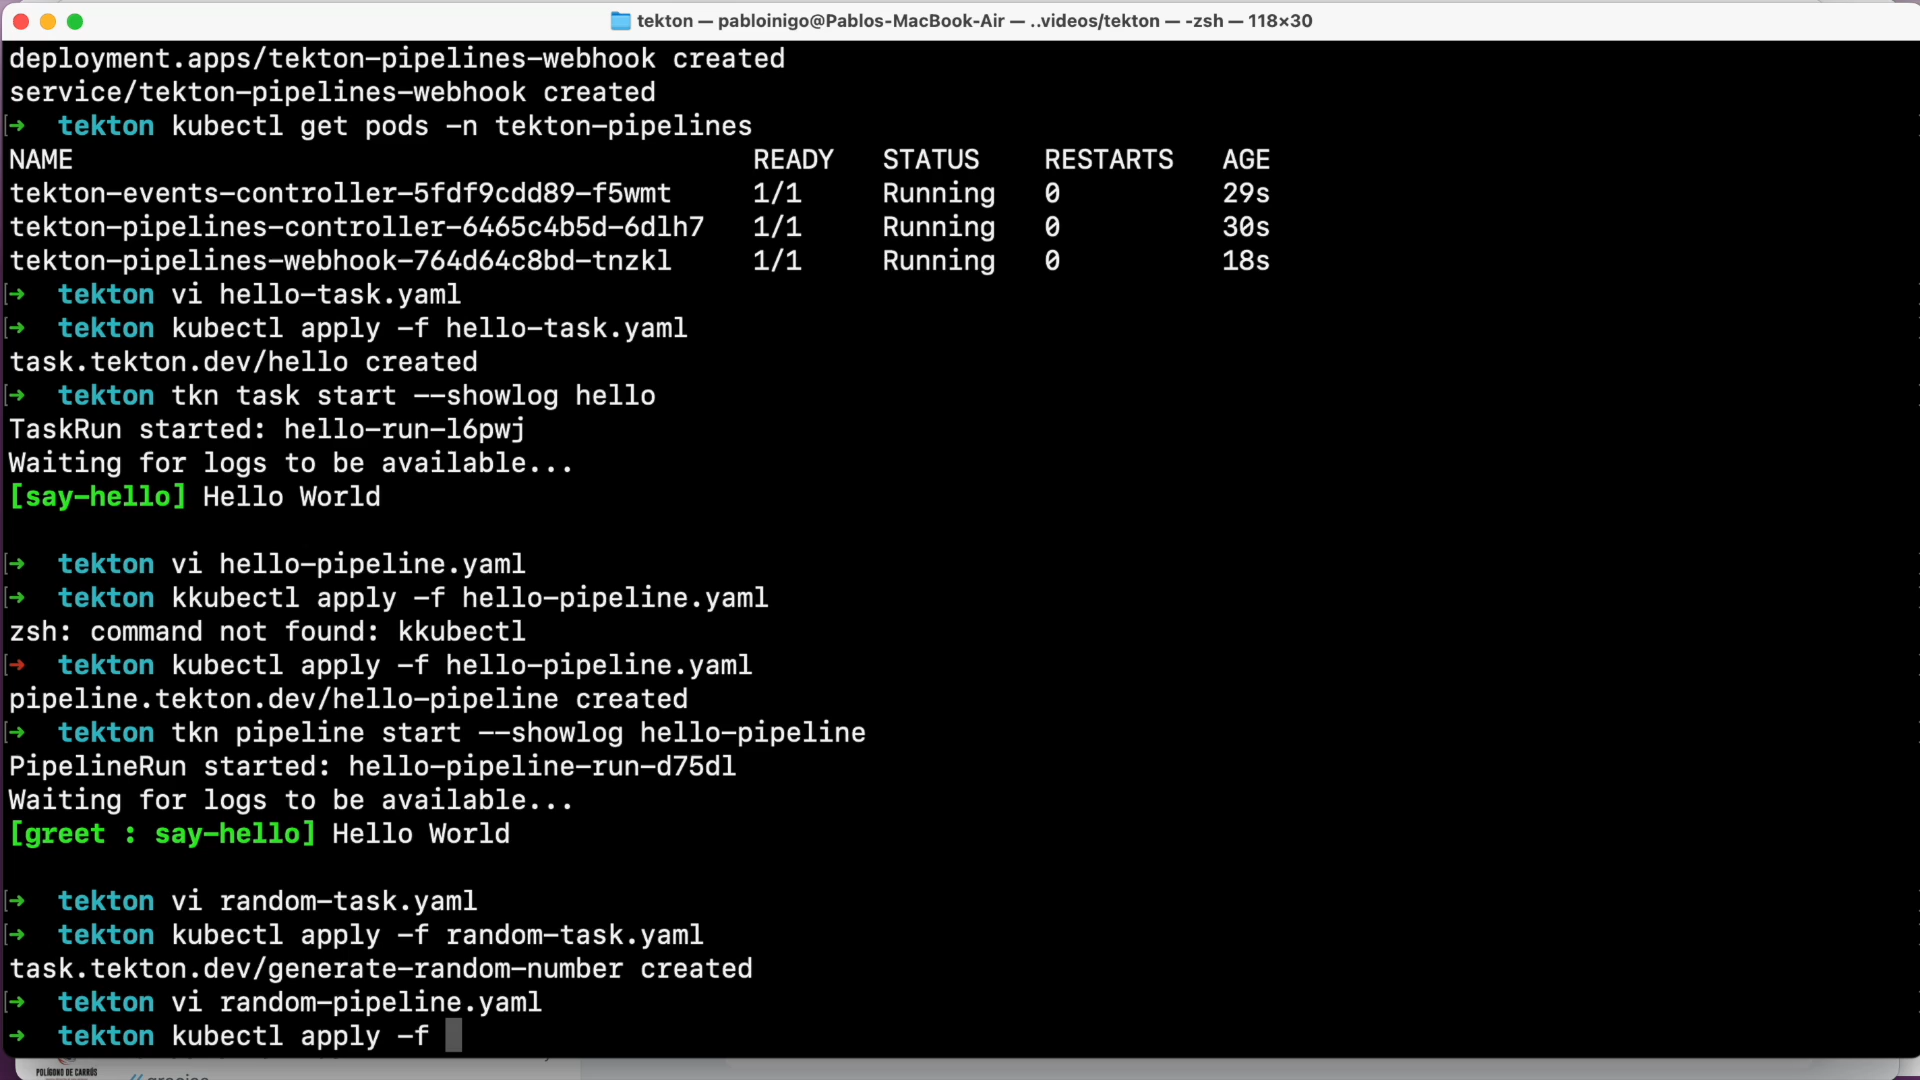 tekton — pabloinigo@Pablos-MacBook-Air — ..videos/tekton — -zsh — 118×30
deployment.apps/tekton-pipelines-webhook created
service/tekton-pipelines-webhook created
[→ tekton kubectl get pods -n tekton-pipelines
NAME READY STATUS RESTARTS AGE
tekton-events-controller-5fdf9cdd89-f5wmt 1/1 Running 0 29s
tekton-pipelines-controller-6465c4b5d-6dlh7 1/1 Running 0 30s
tekton-pipelines-webhook-764d64c8bd-tnzkl 1/1 Running 0 18s
[→ tekton vi hello-task.yaml
[→ tekton kubectl apply -f hello-task.yaml
task.tekton.dev/hello created
[→ tekton tkn task start --showlog hello
TaskRun started: hello-run-l6pwj
Waiting for logs to be available...
[say-hello] Hello World
[→ tekton vi hello-pipeline.yaml
[→ tekton kkubectl apply -f hello-pipeline.yaml
zsh: command not found: kkubectl
[→ tekton kubectl apply -f hello-pipeline.yaml
pipeline.tekton.dev/hello-pipeline created
[→ tekton tkn pipeline start --showlog hello-pipeline
PipelineRun started: hello-pipeline-run-d75dl
Waiting for logs to be available...
[greet : say-hello] Hello World
[→ tekton vi random-task.yaml
[→ tekton kubectl apply -f random-task.yaml
task.tekton.dev/generate-random-number created
[→ tekton vi random-pipeline.yaml
→ tekton kubectl apply -f
POLÍGONO DE CARRÚS